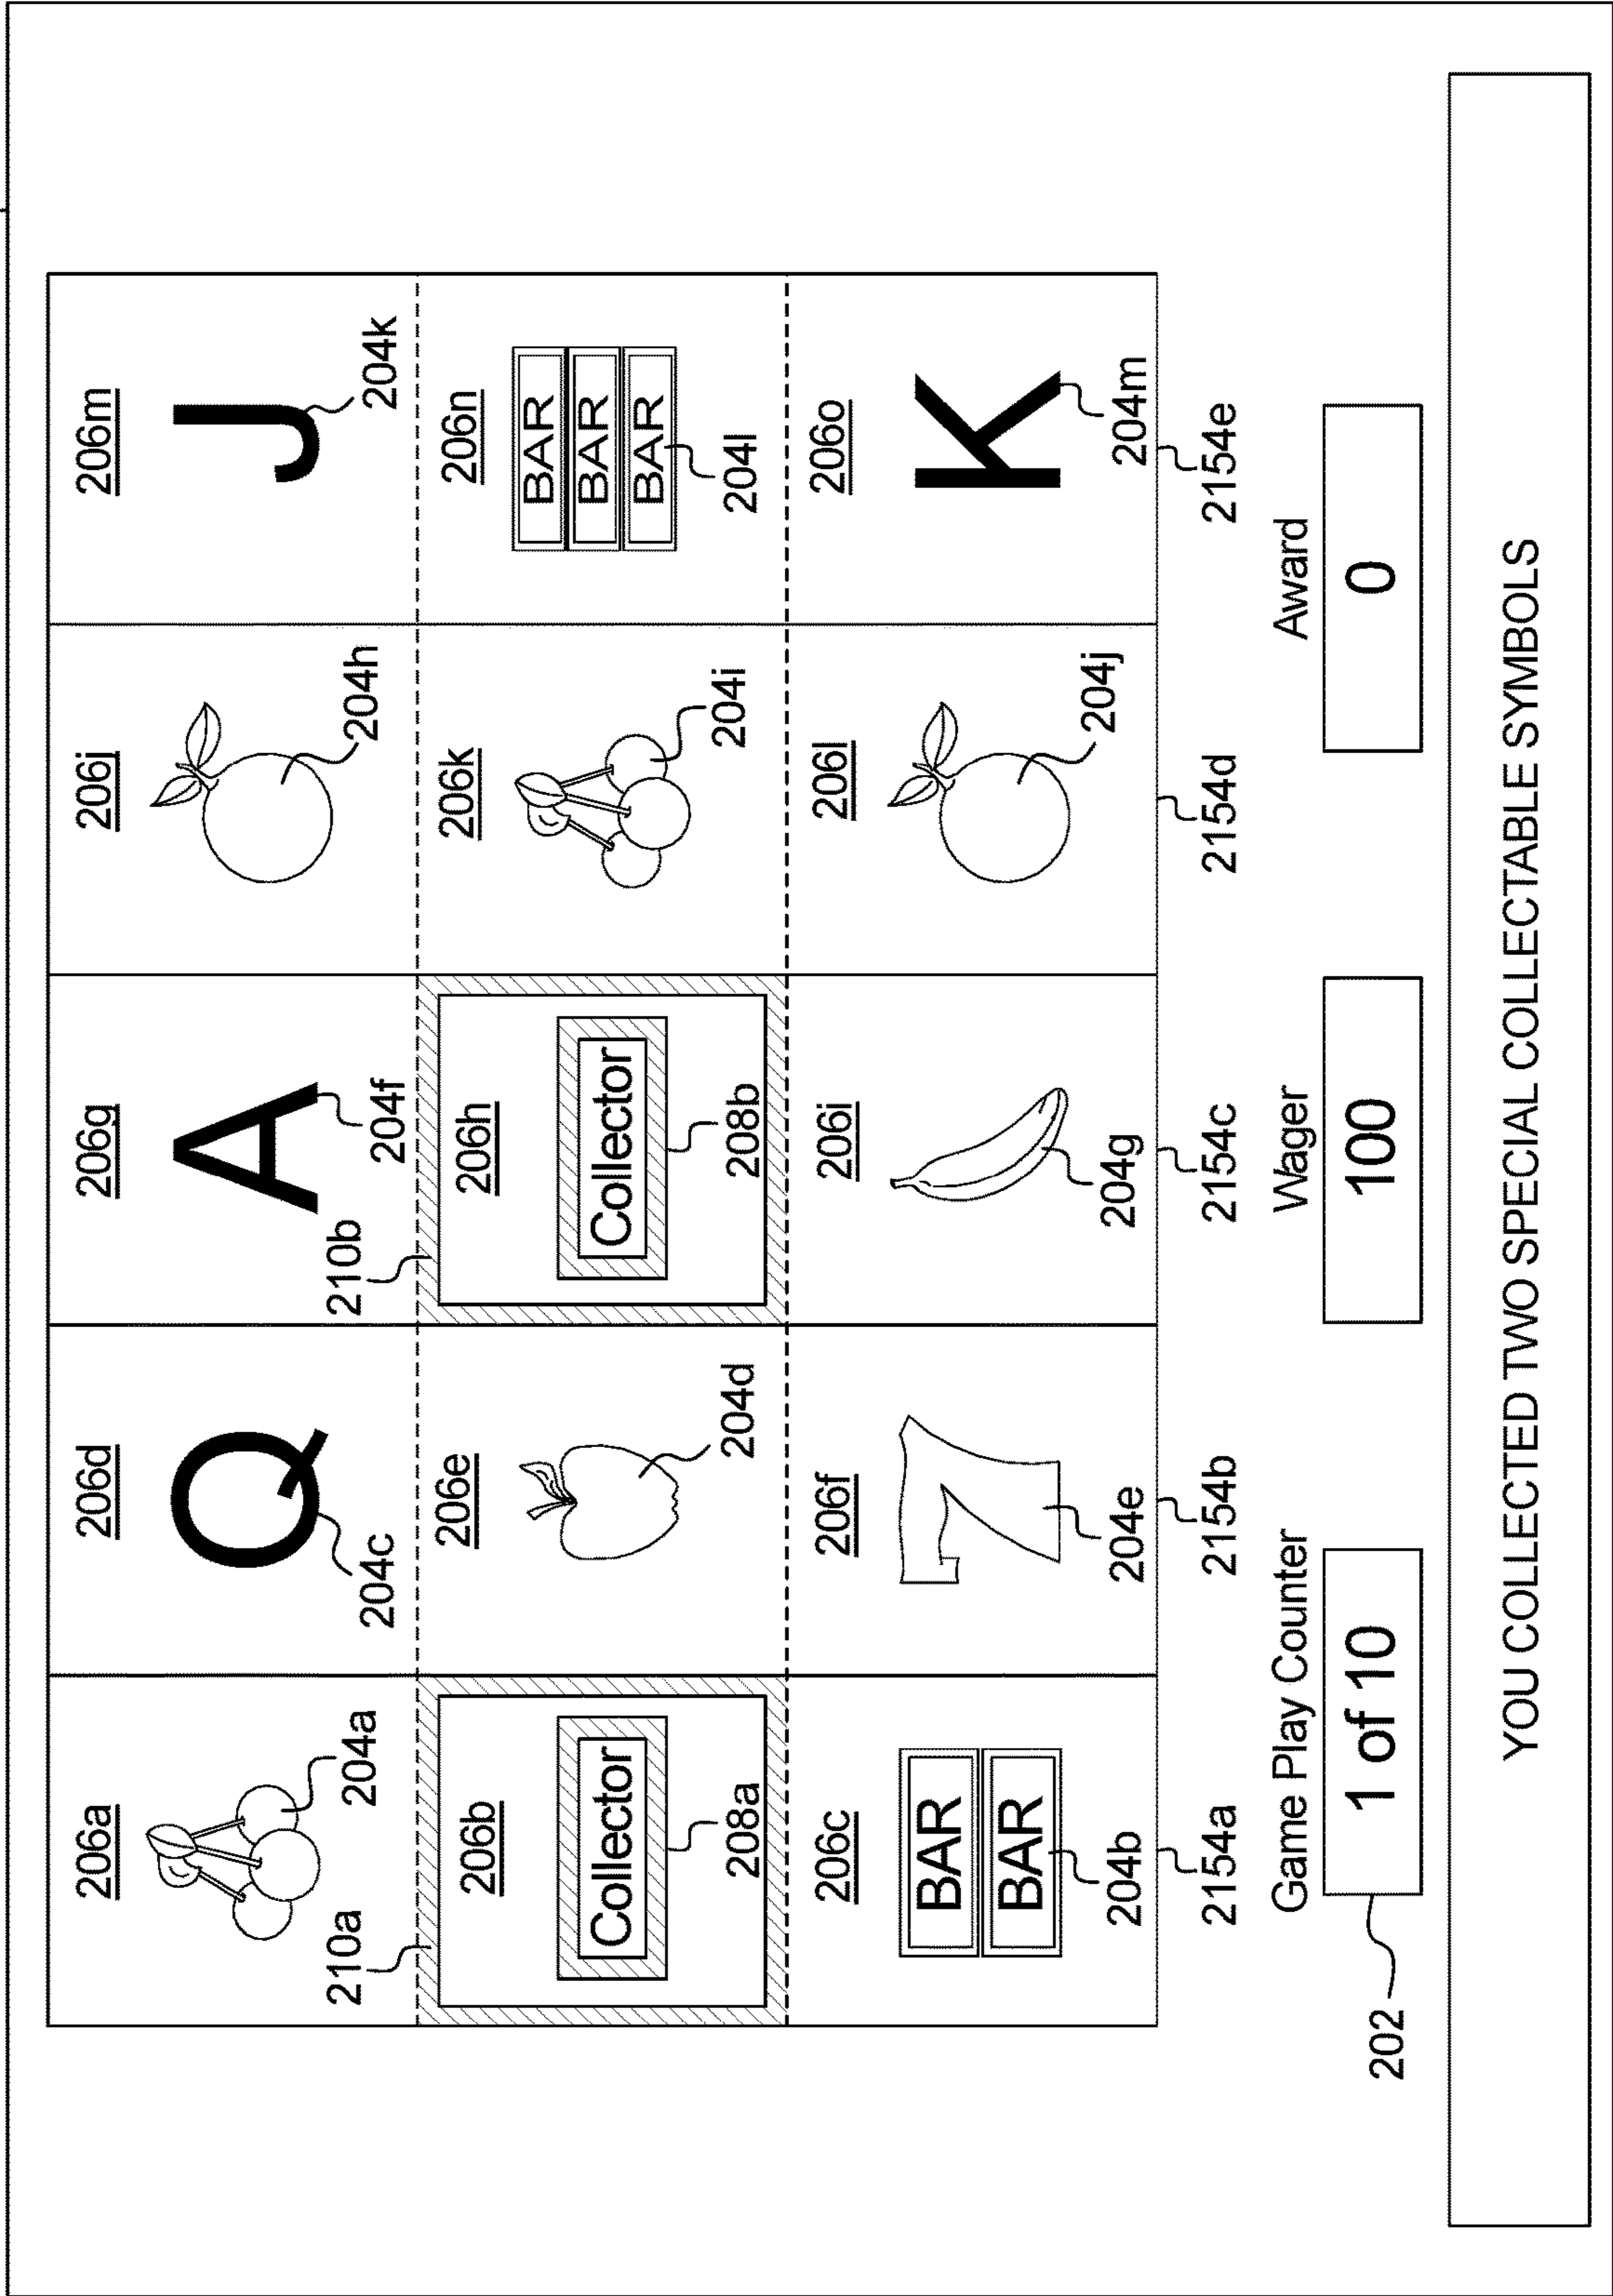 206a 206d 206g 206j 206m
Q A J
204a 204c 204f 204h 204k
210a 210b
206b 206e 206h 206k 206n
Collector Collector BAR
BAR
BAR
208a 204d 208b 204i 204l
206c 206f 206i 206l 206o
BAR 7 K
BAR
204b 204e 204g 204j 204m
2154a 2154b 2154c 2154d 2154e
Game Play Counter Wager Award
1 of 10 100 0
202
YOU COLLECTED TWO SPECIAL COLLECTABLE SYMBOLS